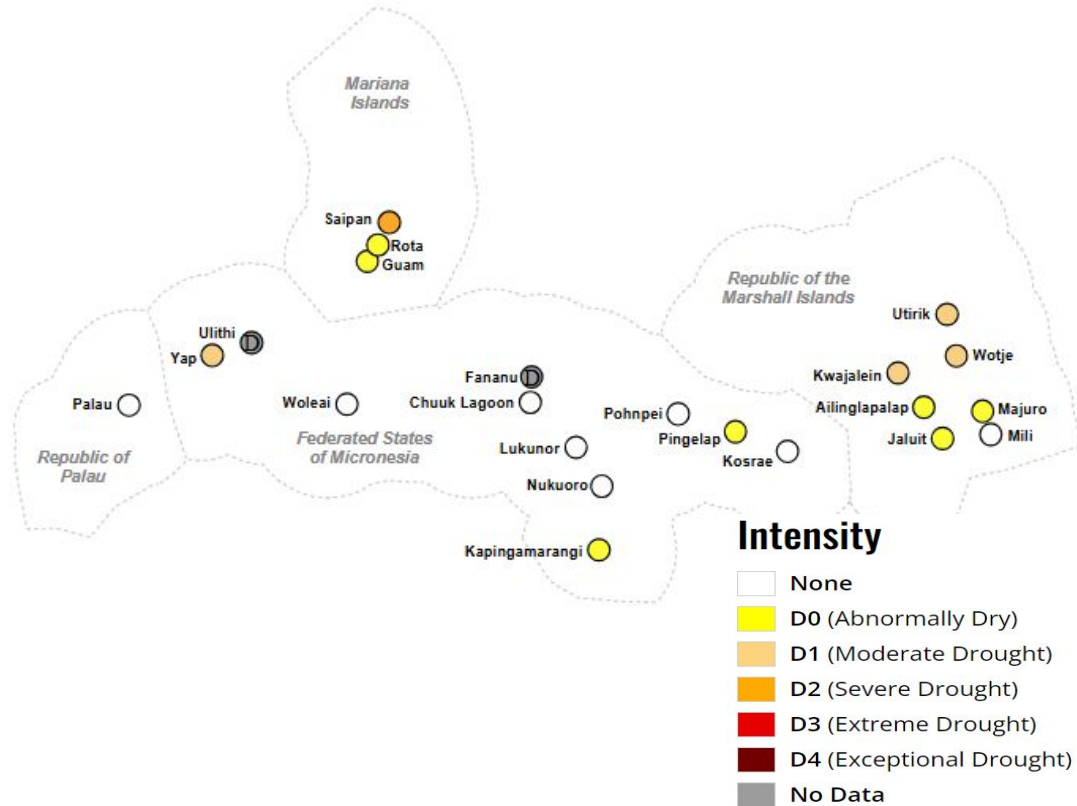 Mariana
Islands
Saipan
Rota
Guam
Republic of the
Marshall Islands
Utirik
Ulithi
D
Yap
Wotje
Fananu
D
Kwajalein
Palau
Woleai
Chuuk Lagoon
Pohnpei
Ailinglapalap
Majuro
Pingelap
Jaluit
Mili
Federated States
of Micronesia
Lukunor
Kosrae
Republic of
Palau
Nukuoro
Kapingamarangi
Intensity
None
D0 (Abnormally Dry)
D1 (Moderate Drought)
D2 (Severe Drought)
D3 (Extreme Drought)
D4 (Exceptional Drought)
No Data